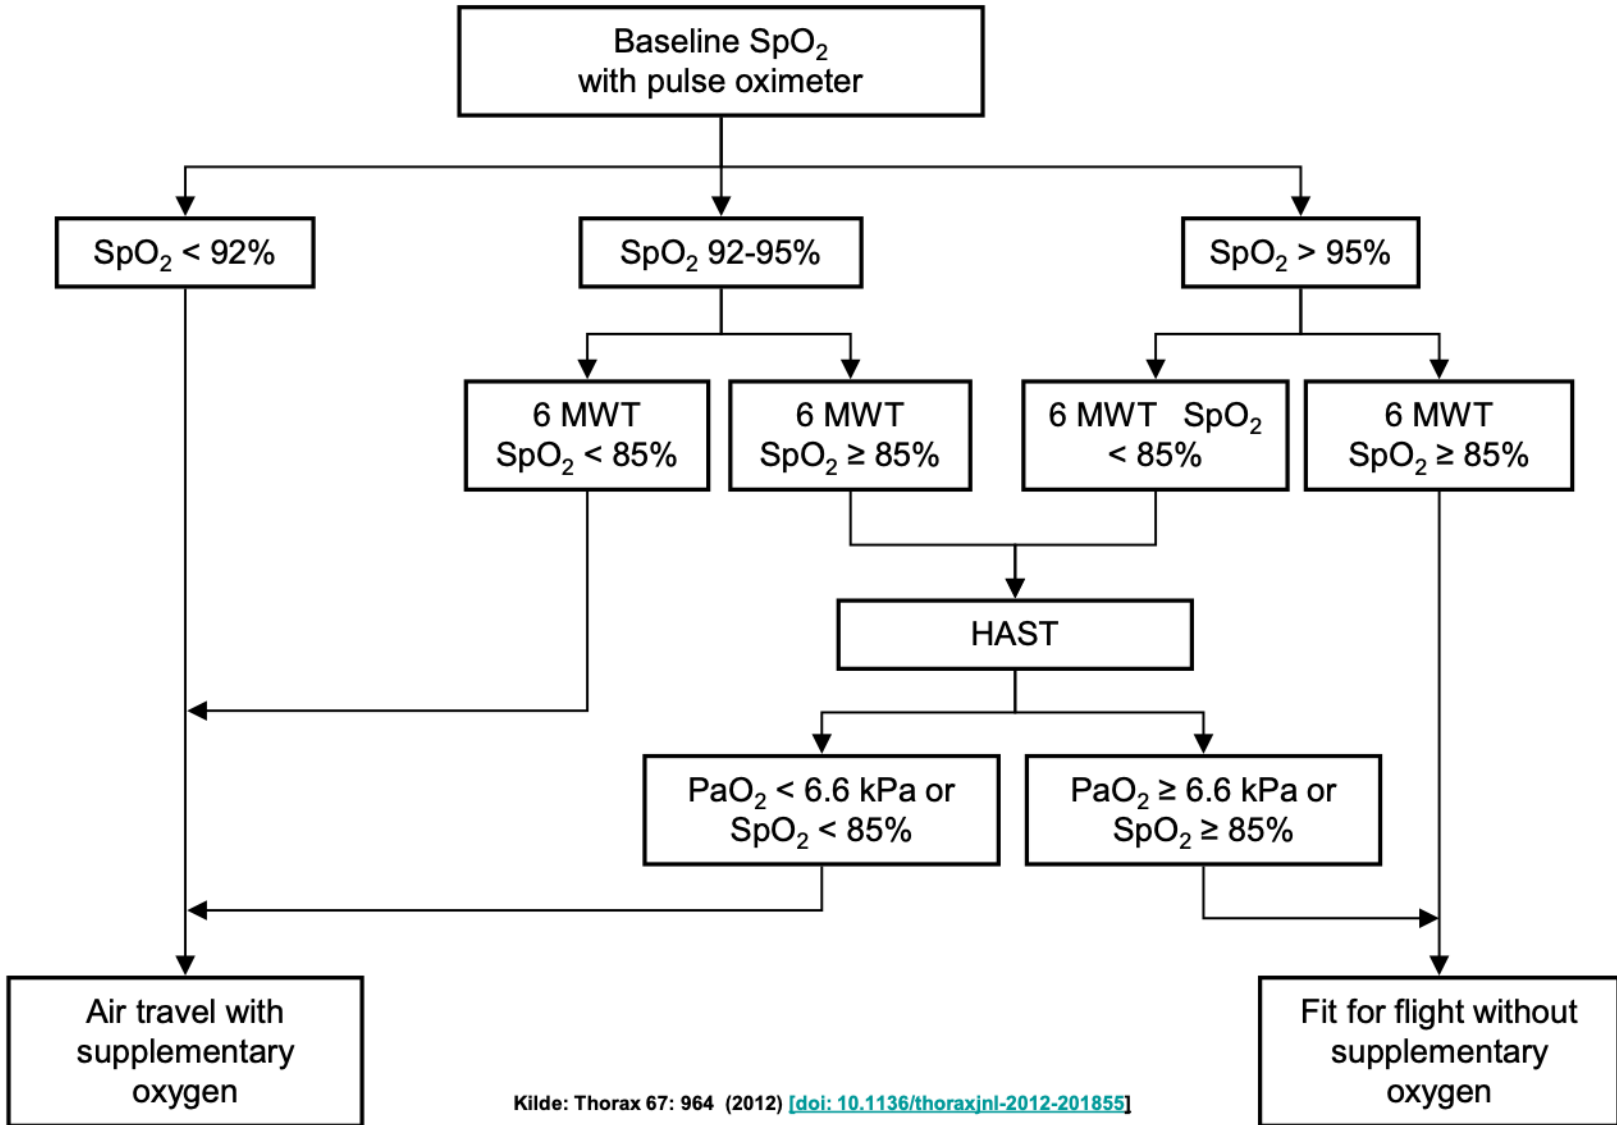 Baseline SpO₂
with pulse oximeter
SpO₂ < 92%
SpO₂ 92-95%
SpO₂ > 95%
6 MWT
SpO₂ < 85%
6 MWT
SpO₂ ≥ 85%
6 MWT SpO₂
< 85%
6 MWT
SpO₂ ≥ 85%
HAST
PaO₂ < 6.6 kPa or
SpO₂ < 85%
PaO₂ ≥ 6.6 kPa or
SpO₂ ≥ 85%
Air travel with
supplementary
oxygen
Fit for flight without
supplementary
oxygen
Kilde: Thorax 67: 964 (2012) [doi: 10.1136/thoraxjnl-2012-201855]